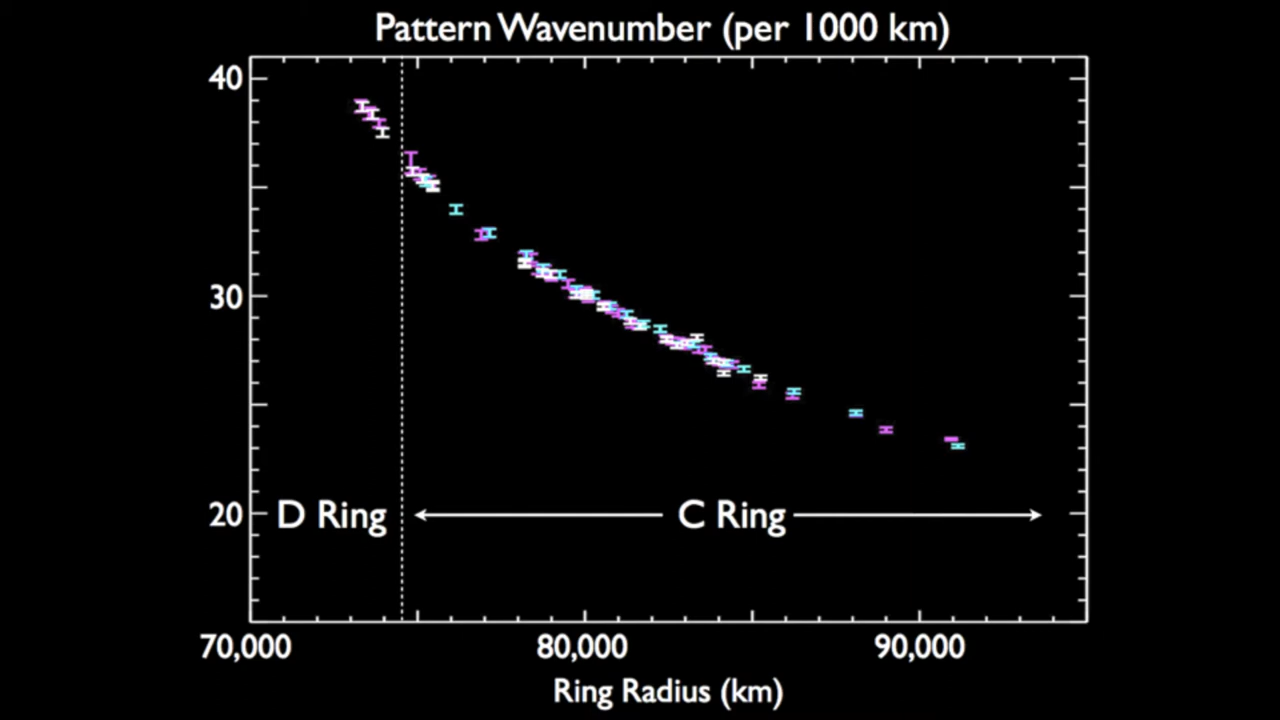 Pattern Wavenumber (per 1000 km)
40
30
20
D Ring
C Ring
70,000
80,000
90,000
Ring Radius (km)